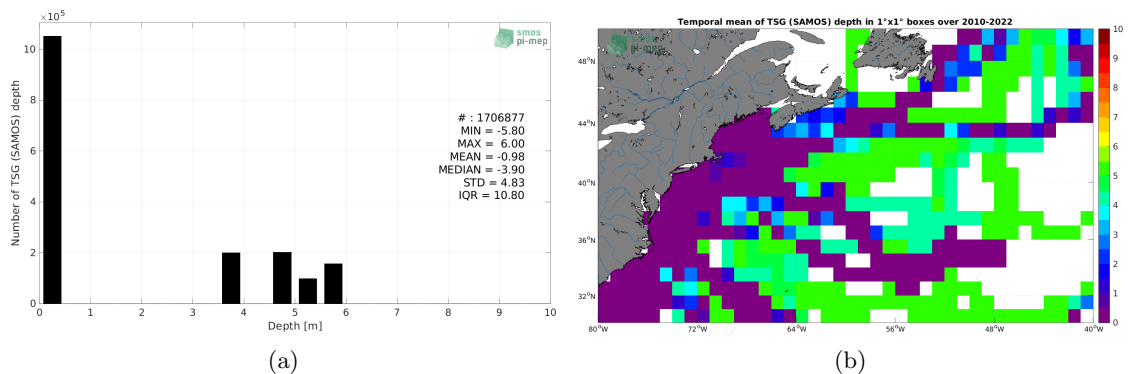 ×10⁵
smos
pi-mep
10
8
6
4
2
0
Number of TSG (SAMOS) depth
# : 1706877
MIN = -5.80
MAX = 6.00
MEAN = -0.98
MEDIAN = -3.90
STD = 4.83
IQR = 10.80
0 1 2 3 4 5 6 7 8 9 10
Depth [m]
(a)
Temporal mean of TSG (SAMOS) depth in 1°x1° boxes over 2010-2022
smos
pi-mep
48°N
44°N
40°N
36°N
32°N
80°W 72°W 64°W 56°W 48°W 40°W
10
9
8
7
6
5
4
3
2
1
0
(b)